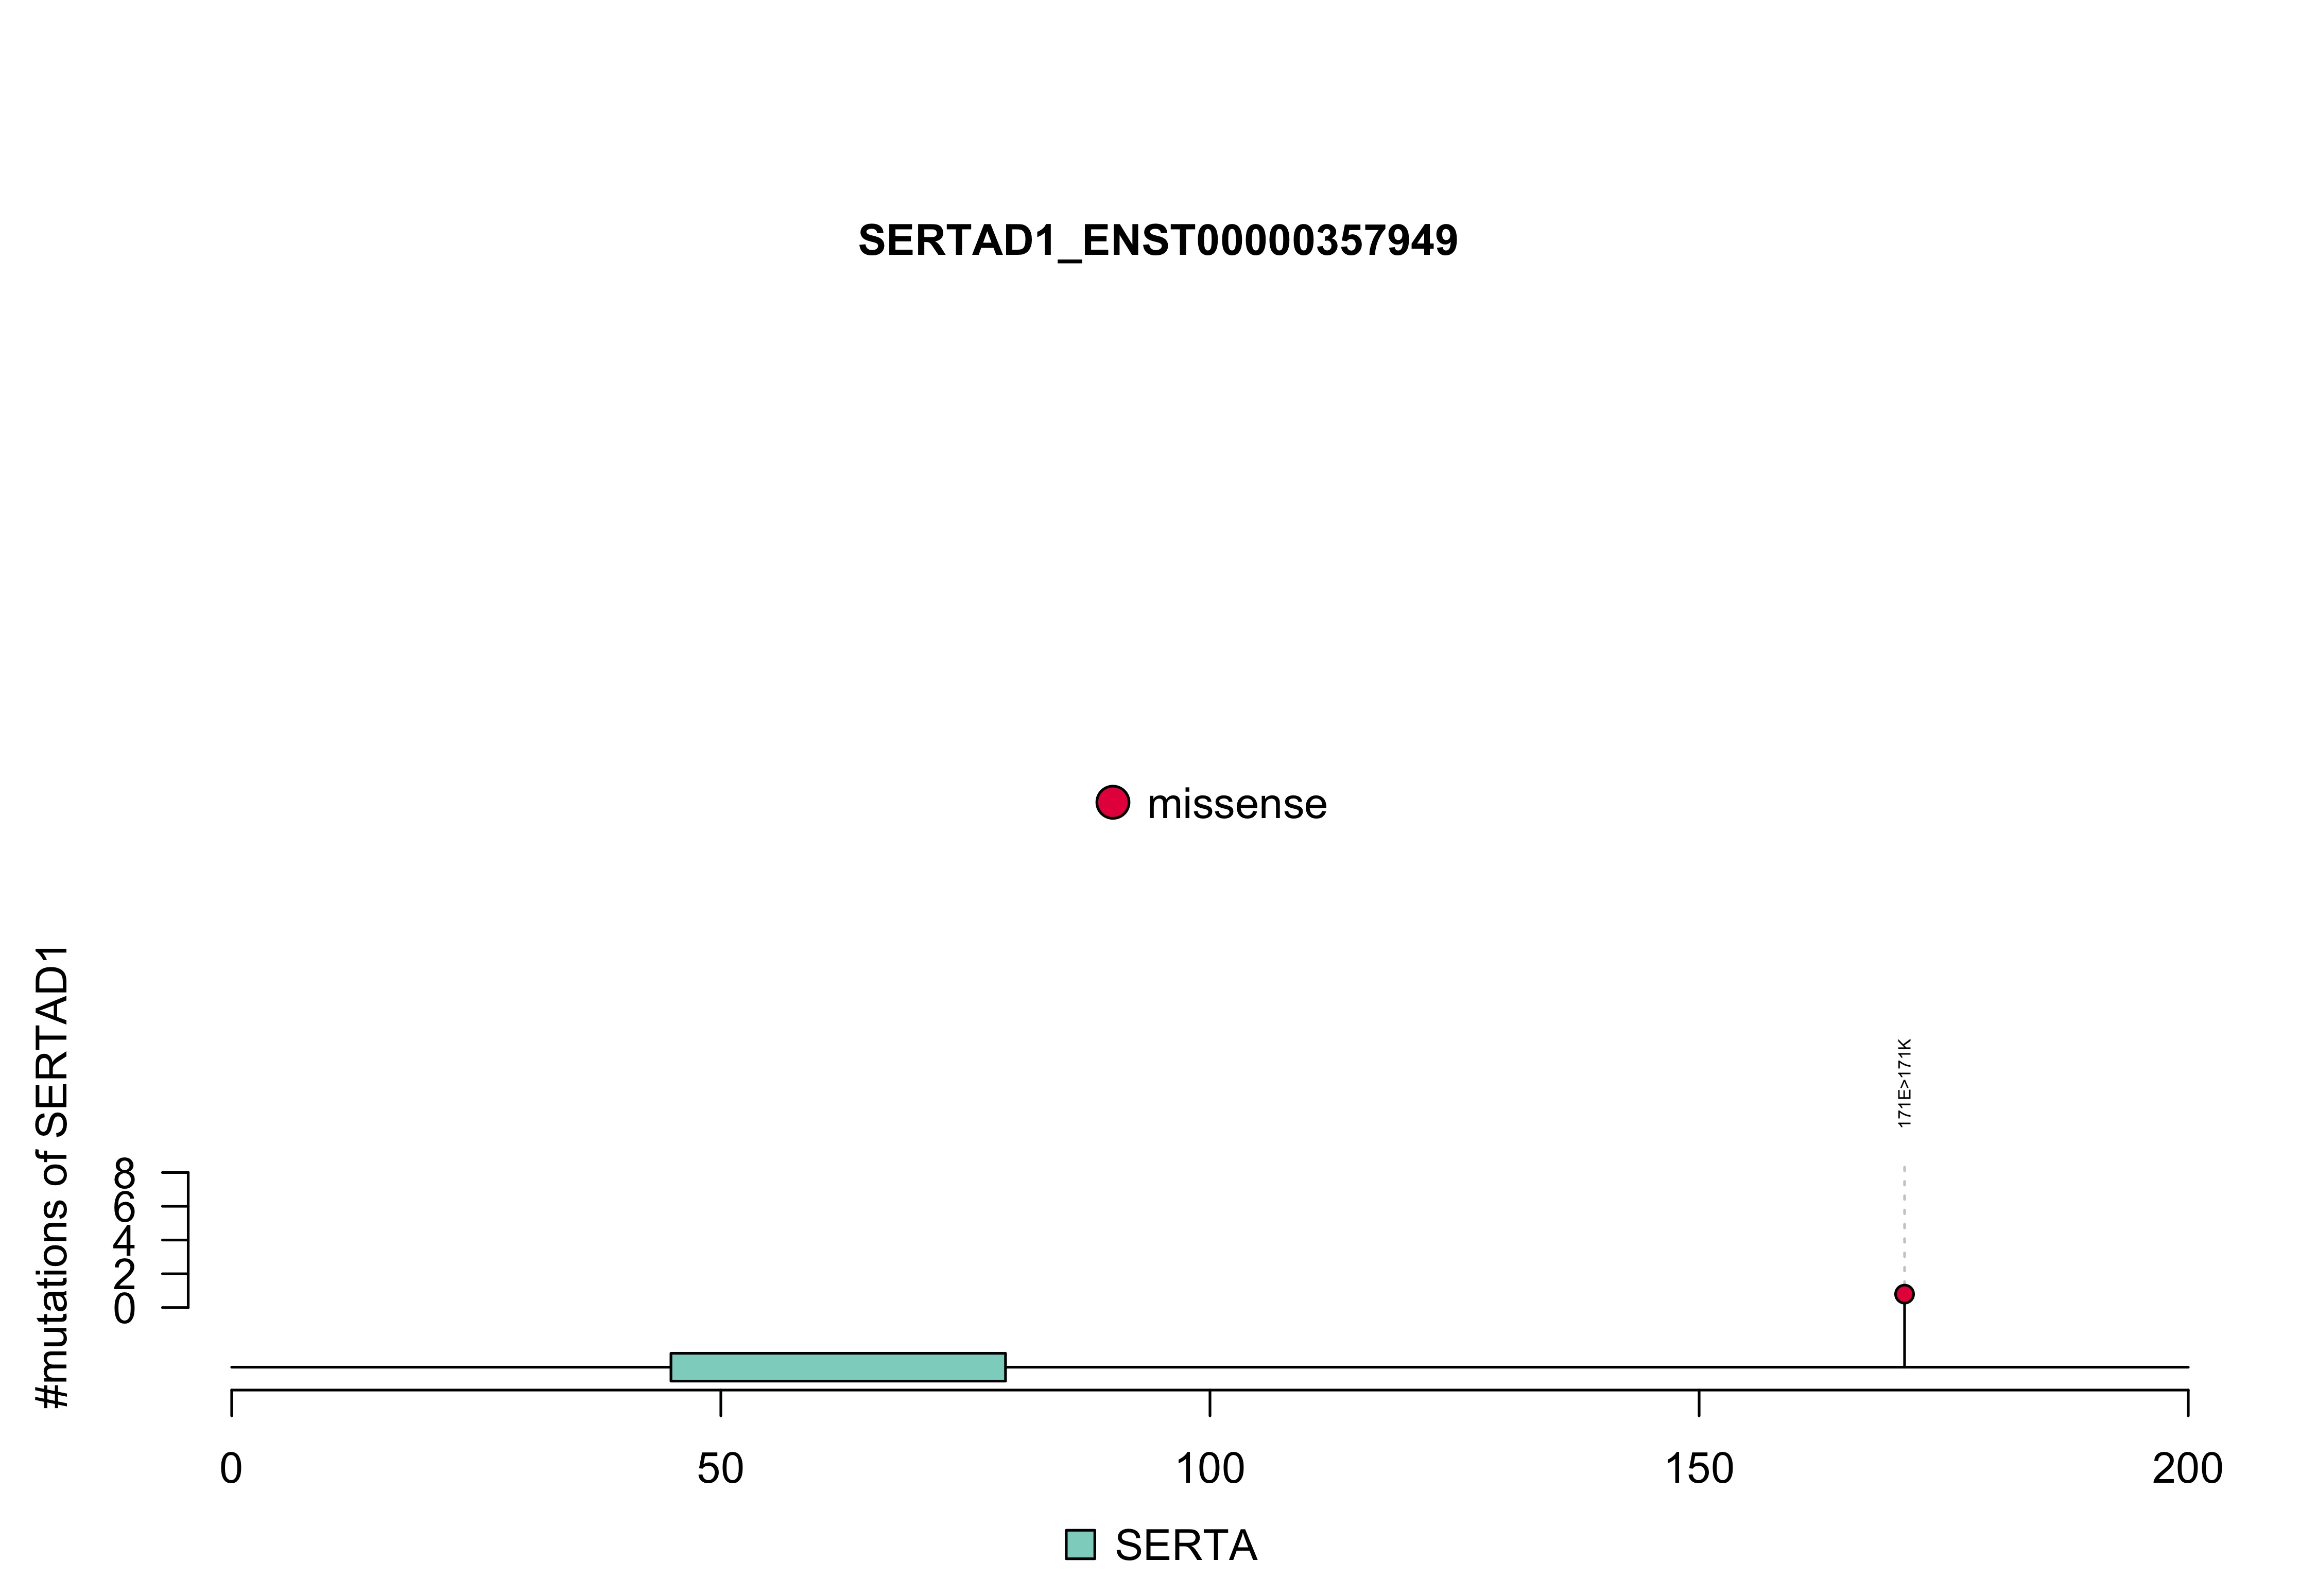 SERTAD1_ENST00000357949
missense
#mutations of SERTAD1
171E>171K
8
6
4
2
0
0 50 100 150 200
SERTA